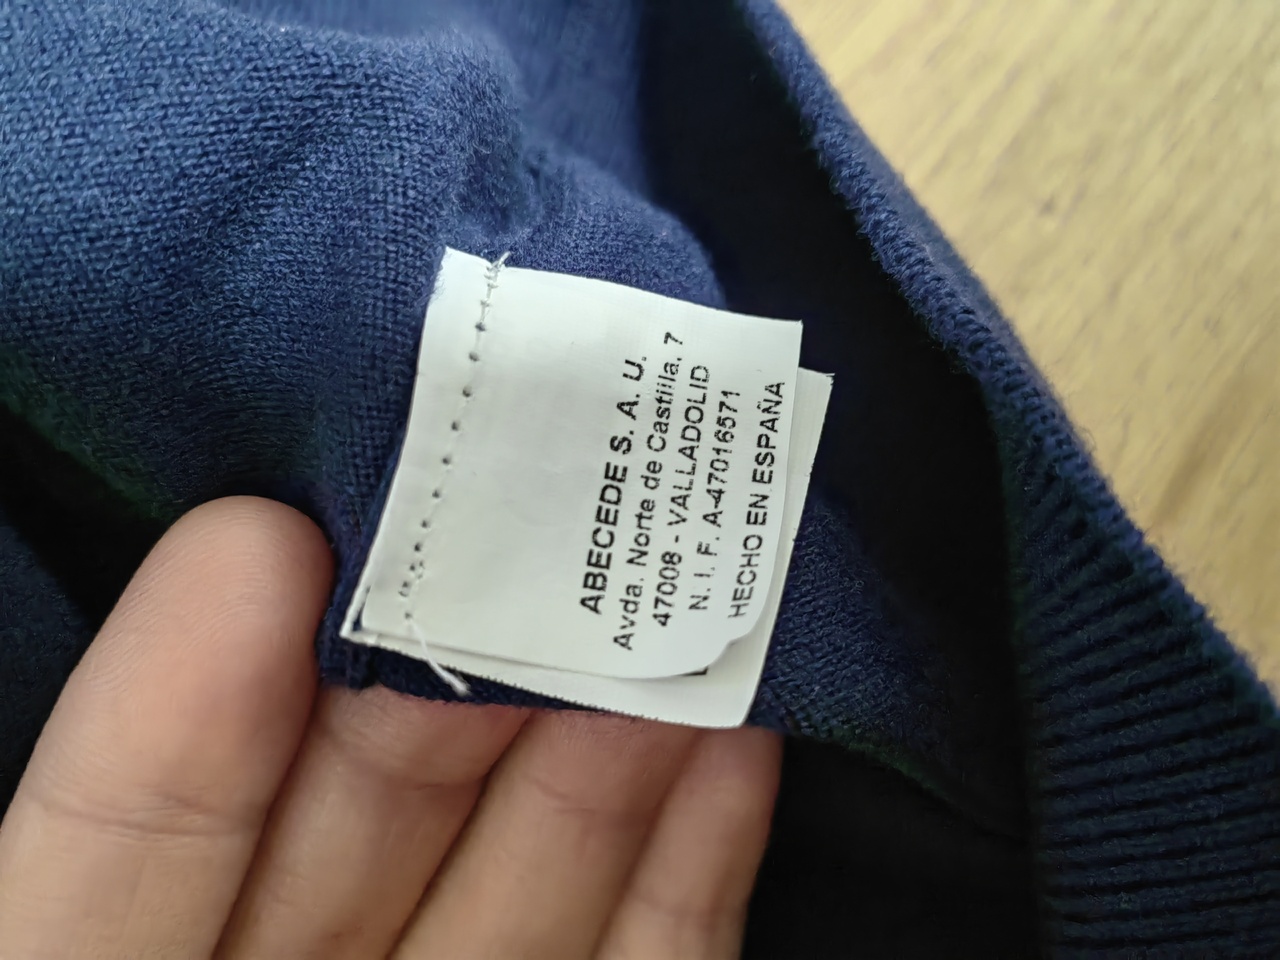 ABECEDE S. A. U.
Avda. Norte de Castilla, 7
47008 - VALLADOLID
N. I. F. A-47016571
HECHO EN ESPAÑA